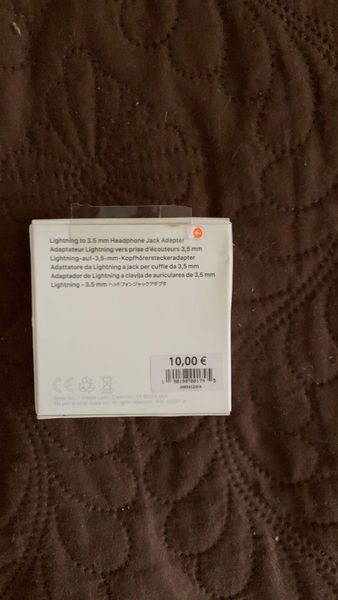 Lightning to 3.5 mm Headphone Jack Adapter
Adaptateur Lightning vers prise d'écouteurs 3,5 mm
Lightning-auf-3,5-mm-Kopfhörersteckeradapter
Adattatore da Lightning a jack per cuffie da 3,5 mm
Adaptador de Lightning a clavija de auriculares de 3,5 mm
Lightning - 3.5 mm ヘッドフォンジャックアダプタ
10,00 €
CE